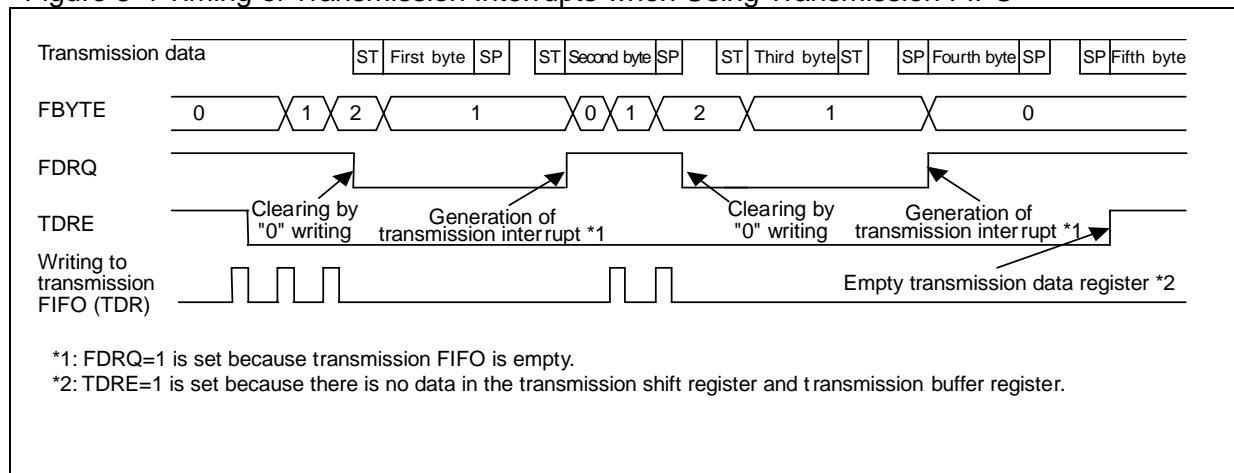 Transmission data
ST First byte SP ST Second byte SP ST Third byte ST SP Fourth byte SP SP Fifth byte
FBYTE 0 1 2 1 0 1 2 1 0
FDRQ
Clearing by "0" writing
Generation of transmission interrupt *1
Clearing by "0" writing
Generation of transmission interrupt *1
TDRE
Writing to
transmission
FIFO (TDR)
Empty transmission data register *2
*1: FDRQ=1 is set because transmission FIFO is empty.
*2: TDRE=1 is set because there is no data in the transmission shift register and transmission buffer register.